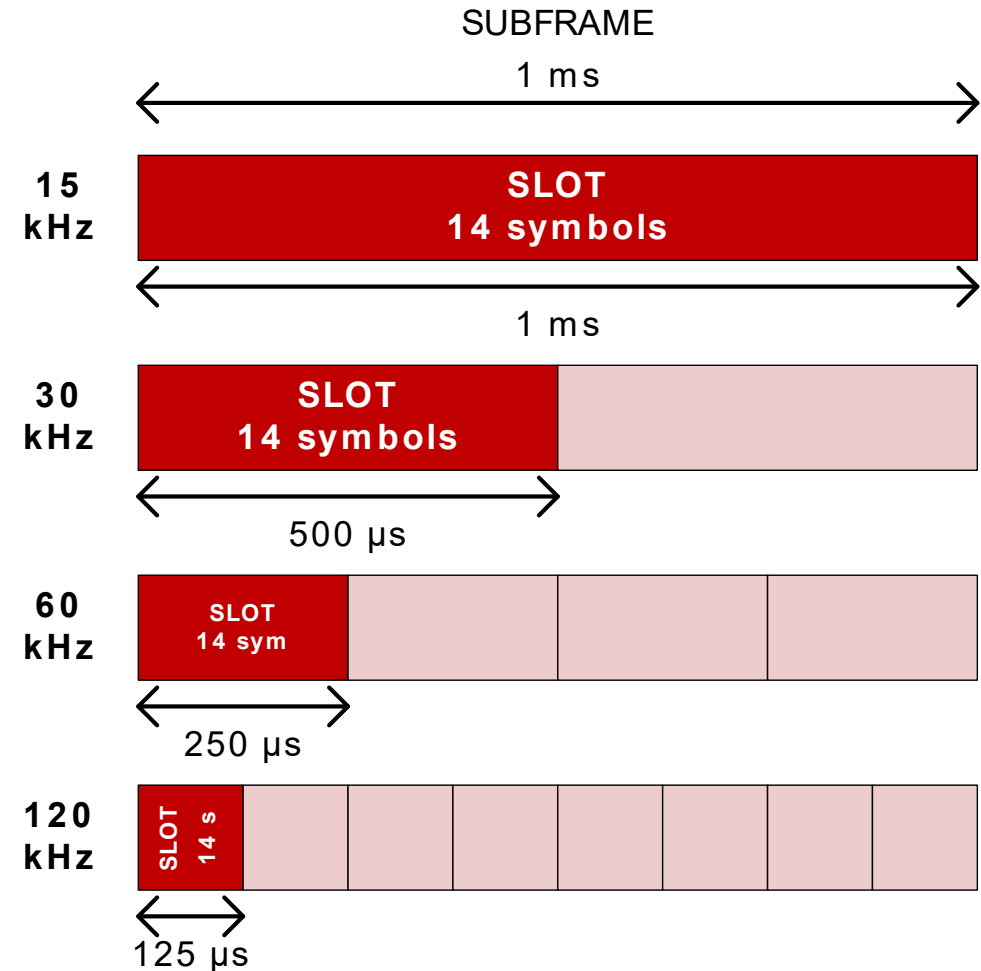 SUBFRAME
1 ms
15
kHz
SLOT
14 symbols
1 ms
30
kHz
SLOT
14 symbols
500 µs
60
kHz
SLOT
14 sym
250 µs
120
kHz
SLOT
14 s
125 µs